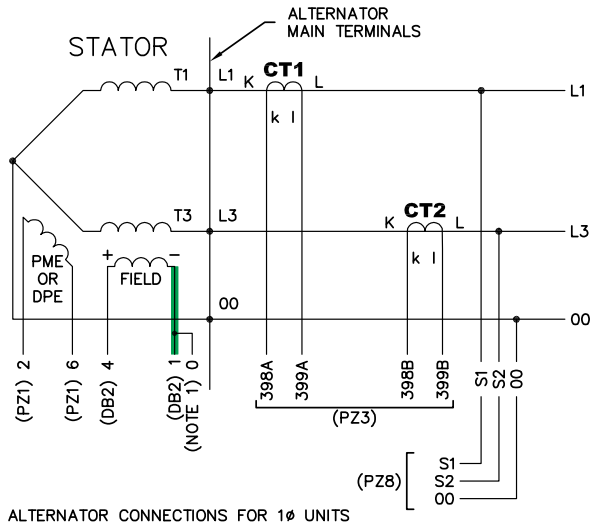 ALTERNATOR
MAIN TERMINALS
STATOR
T1
L1
CT1
K
L
k l
L1
T3
L3
CT2
K
L
k l
L3
PME
OR
DPE
+
−
FIELD
00
00
(PZ1) 2
(PZ1) 6
(DB2) 4
(DB2) 1
(NOTE 1) 0
398A
399A
398B
399B
(PZ3)
S1
S2
00
(PZ8)
S1
S2
00
ALTERNATOR CONNECTIONS FOR 1ø UNITS